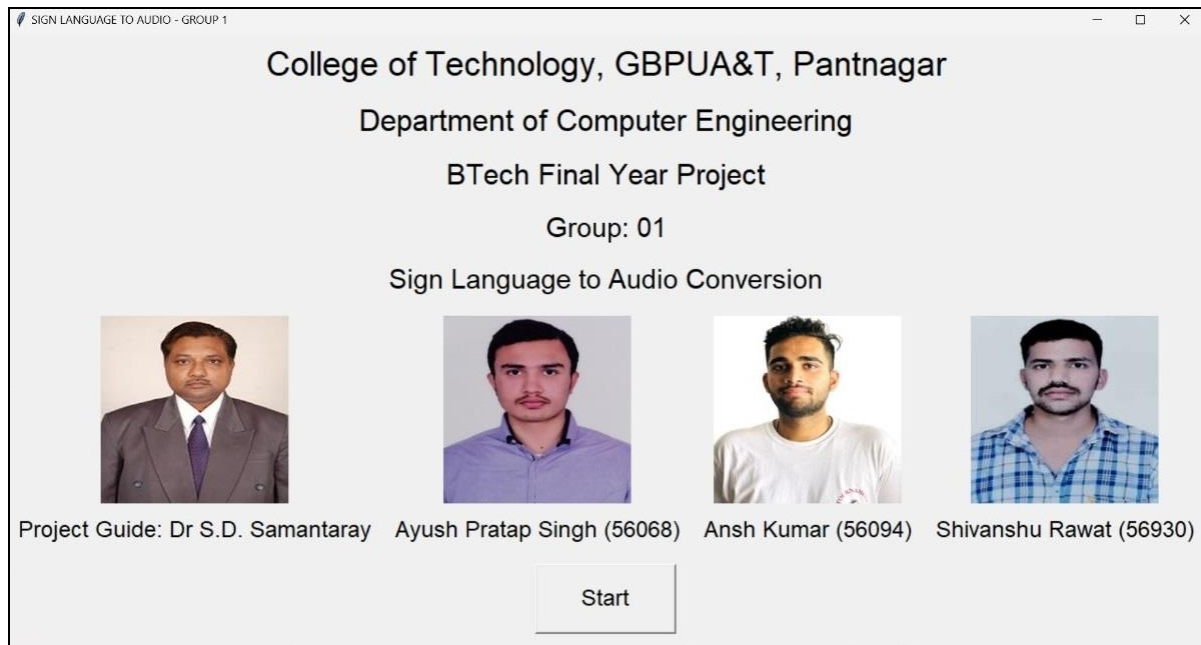 SIGN LANGUAGE TO AUDIO - GROUP 1
College of Technology, GBPUA&T, Pantnagar
Department of Computer Engineering
BTech Final Year Project
Group: 01
Sign Language to Audio Conversion
Project Guide: Dr S.D. Samantaray
Ayush Pratap Singh (56068)
Ansh Kumar (56094)
Shivanshu Rawat (56930)
Start